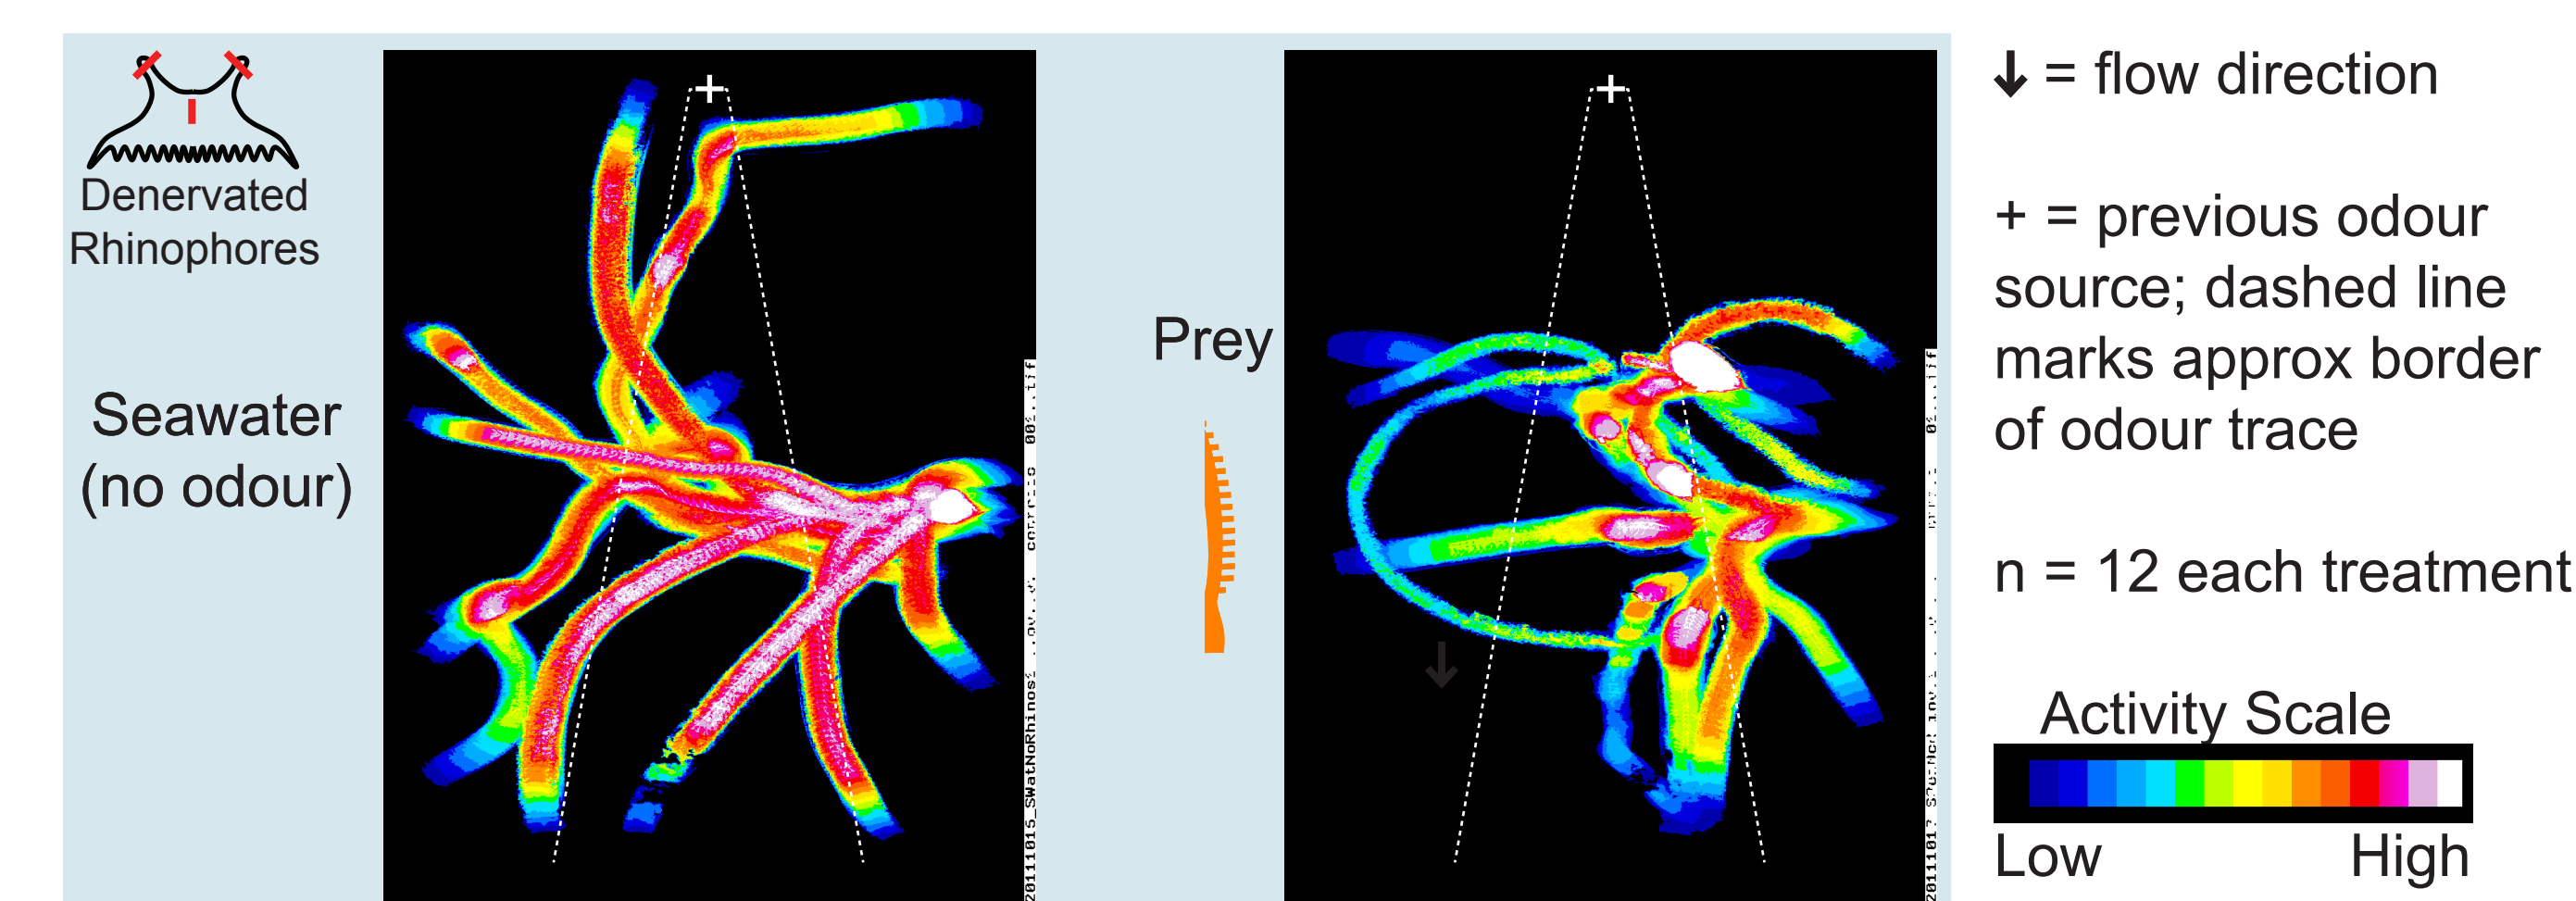 Denervated
Rhinophores
Seawater
(no odour)
+
Prey
+
↓
↓ = flow direction
+ = previous odour
source; dashed line
marks approx border
of odour trace
n = 12 each treatment
Activity Scale
Low
High